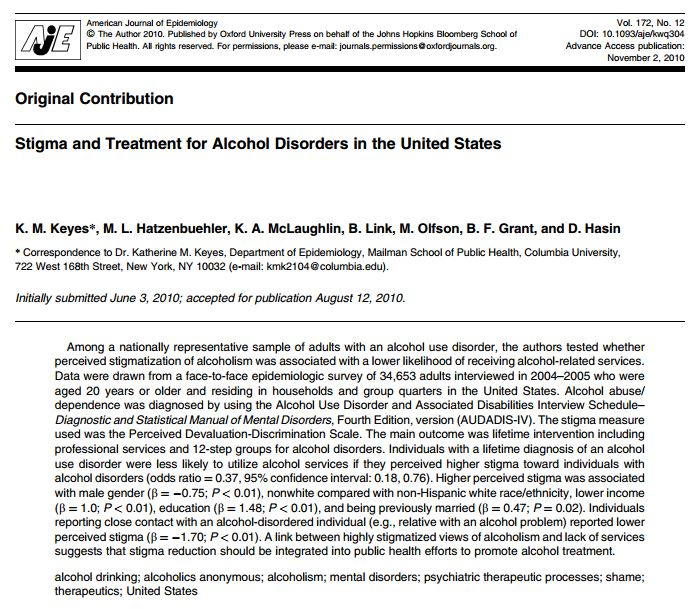 AJE
American Journal of Epidemiology
© The Author 2010. Published by Oxford University Press on behalf of the Johns Hopkins Bloomberg School of
Public Health. All rights reserved. For permissions, please e-mail: journals.permissions@oxfordjournals.org.
Vol. 172, No. 12
DOI: 10.1093/aje/kwq304
Advance Access publication:
November 2, 2010
Original Contribution
Stigma and Treatment for Alcohol Disorders in the United States
K. M. Keyes*, M. L. Hatzenbuehler, K. A. McLaughlin, B. Link, M. Olfson, B. F. Grant, and D. Hasin
* Correspondence to Dr. Katherine M. Keyes, Department of Epidemiology, Mailman School of Public Health, Columbia University,
722 West 168th Street, New York, NY 10032 (e-mail: kmk2104@columbia.edu).
Initially submitted June 3, 2010; accepted for publication August 12, 2010.
Among a nationally representative sample of adults with an alcohol use disorder, the authors tested whether
perceived stigmatization of alcoholism was associated with a lower likelihood of receiving alcohol-related services.
Data were drawn from a face-to-face epidemiologic survey of 34,653 adults interviewed in 2004–2005 who were
aged 20 years or older and residing in households and group quarters in the United States. Alcohol abuse/
dependence was diagnosed by using the Alcohol Use Disorder and Associated Disabilities Interview Schedule–
Diagnostic and Statistical Manual of Mental Disorders, Fourth Edition, version (AUDADIS-IV). The stigma measure
used was the Perceived Devaluation-Discrimination Scale. The main outcome was lifetime intervention including
professional services and 12-step groups for alcohol disorders. Individuals with a lifetime diagnosis of an alcohol
use disorder were less likely to utilize alcohol services if they perceived higher stigma toward individuals with
alcohol disorders (odds ratio = 0.37, 95% confidence interval: 0.18, 0.76). Higher perceived stigma was associated
with male gender (β = −0.75; P < 0.01), nonwhite compared with non-Hispanic white race/ethnicity, lower income
(β = 1.0; P < 0.01), education (β = 1.48; P < 0.01), and being previously married (β = 0.47; P = 0.02). Individuals
reporting close contact with an alcohol-disordered individual (e.g., relative with an alcohol problem) reported lower
perceived stigma (β = −1.70; P < 0.01). A link between highly stigmatized views of alcoholism and lack of services
suggests that stigma reduction should be integrated into public health efforts to promote alcohol treatment.
alcohol drinking; alcoholics anonymous; alcoholism; mental disorders; psychiatric therapeutic processes; shame;
therapeutics; United States